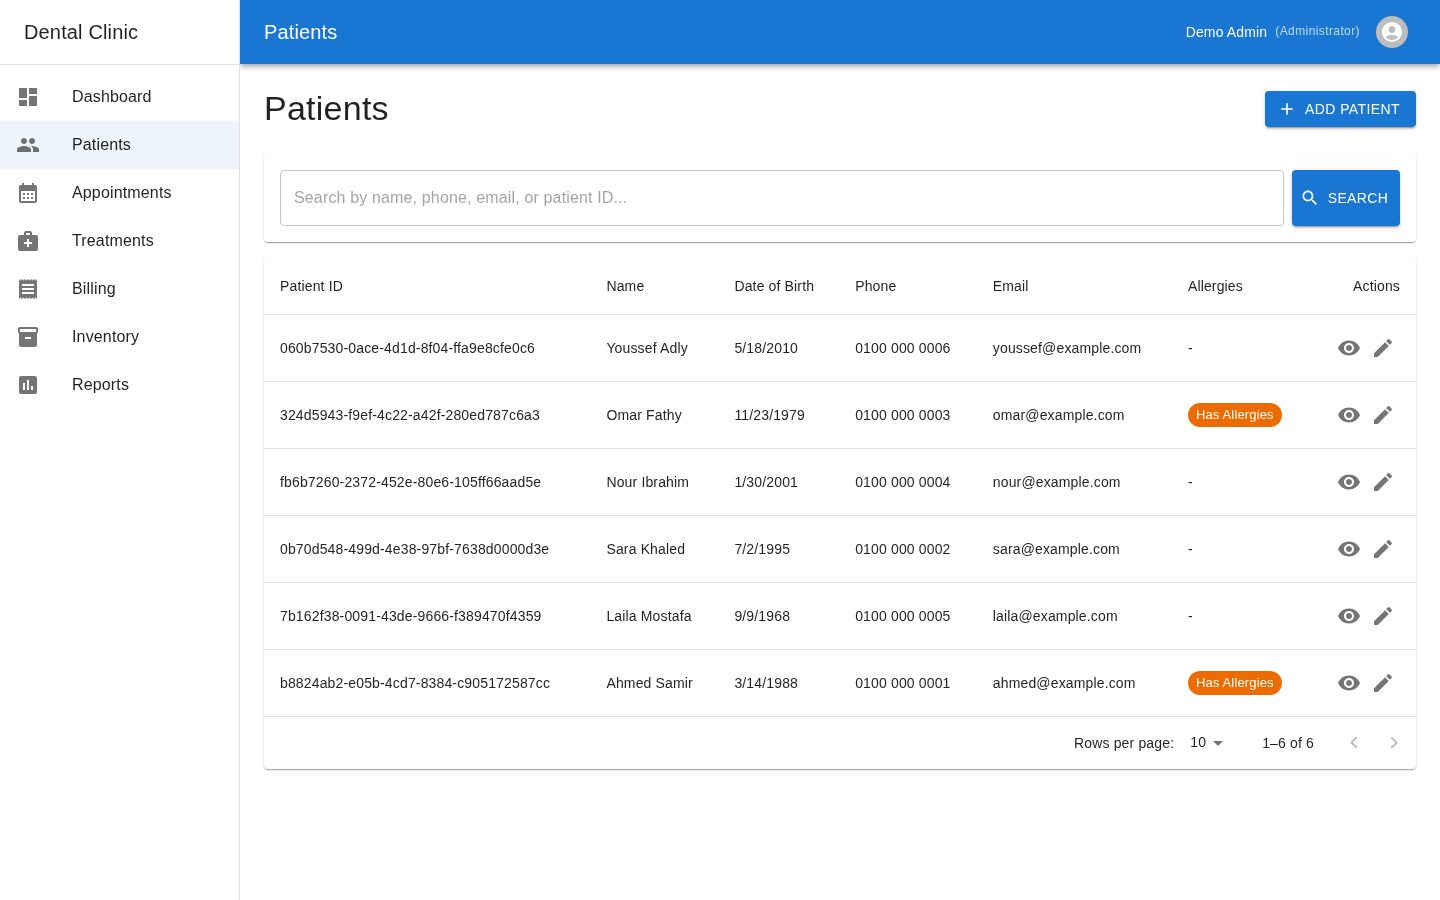 Dental Clinic
Patients
Demo Admin (Administrator)
Dashboard
Patients
Appointments
Treatments
Billing
Inventory
Reports
Patients
ADD PATIENT
Search by name, phone, email, or patient ID...
SEARCH
Patient ID Name Date of Birth Phone Email Allergies Actions
060b7530-0ace-4d1d-8f04-ffa9e8cfe0c6 Youssef Adly 5/18/2010 0100 000 0006 youssef@example.com -
324d5943-f9ef-4c22-a42f-280ed787c6a3 Omar Fathy 11/23/1979 0100 000 0003 omar@example.com Has Allergies
fb6b7260-2372-452e-80e6-105ff66aad5e Nour Ibrahim 1/30/2001 0100 000 0004 nour@example.com -
0b70d548-499d-4e38-97bf-7638d0000d3e Sara Khaled 7/2/1995 0100 000 0002 sara@example.com -
7b162f38-0091-43de-9666-f389470f4359 Laila Mostafa 9/9/1968 0100 000 0005 laila@example.com -
b8824ab2-e05b-4cd7-8384-c905172587cc Ahmed Samir 3/14/1988 0100 000 0001 ahmed@example.com Has Allergies
Rows per page: 10 1–6 of 6